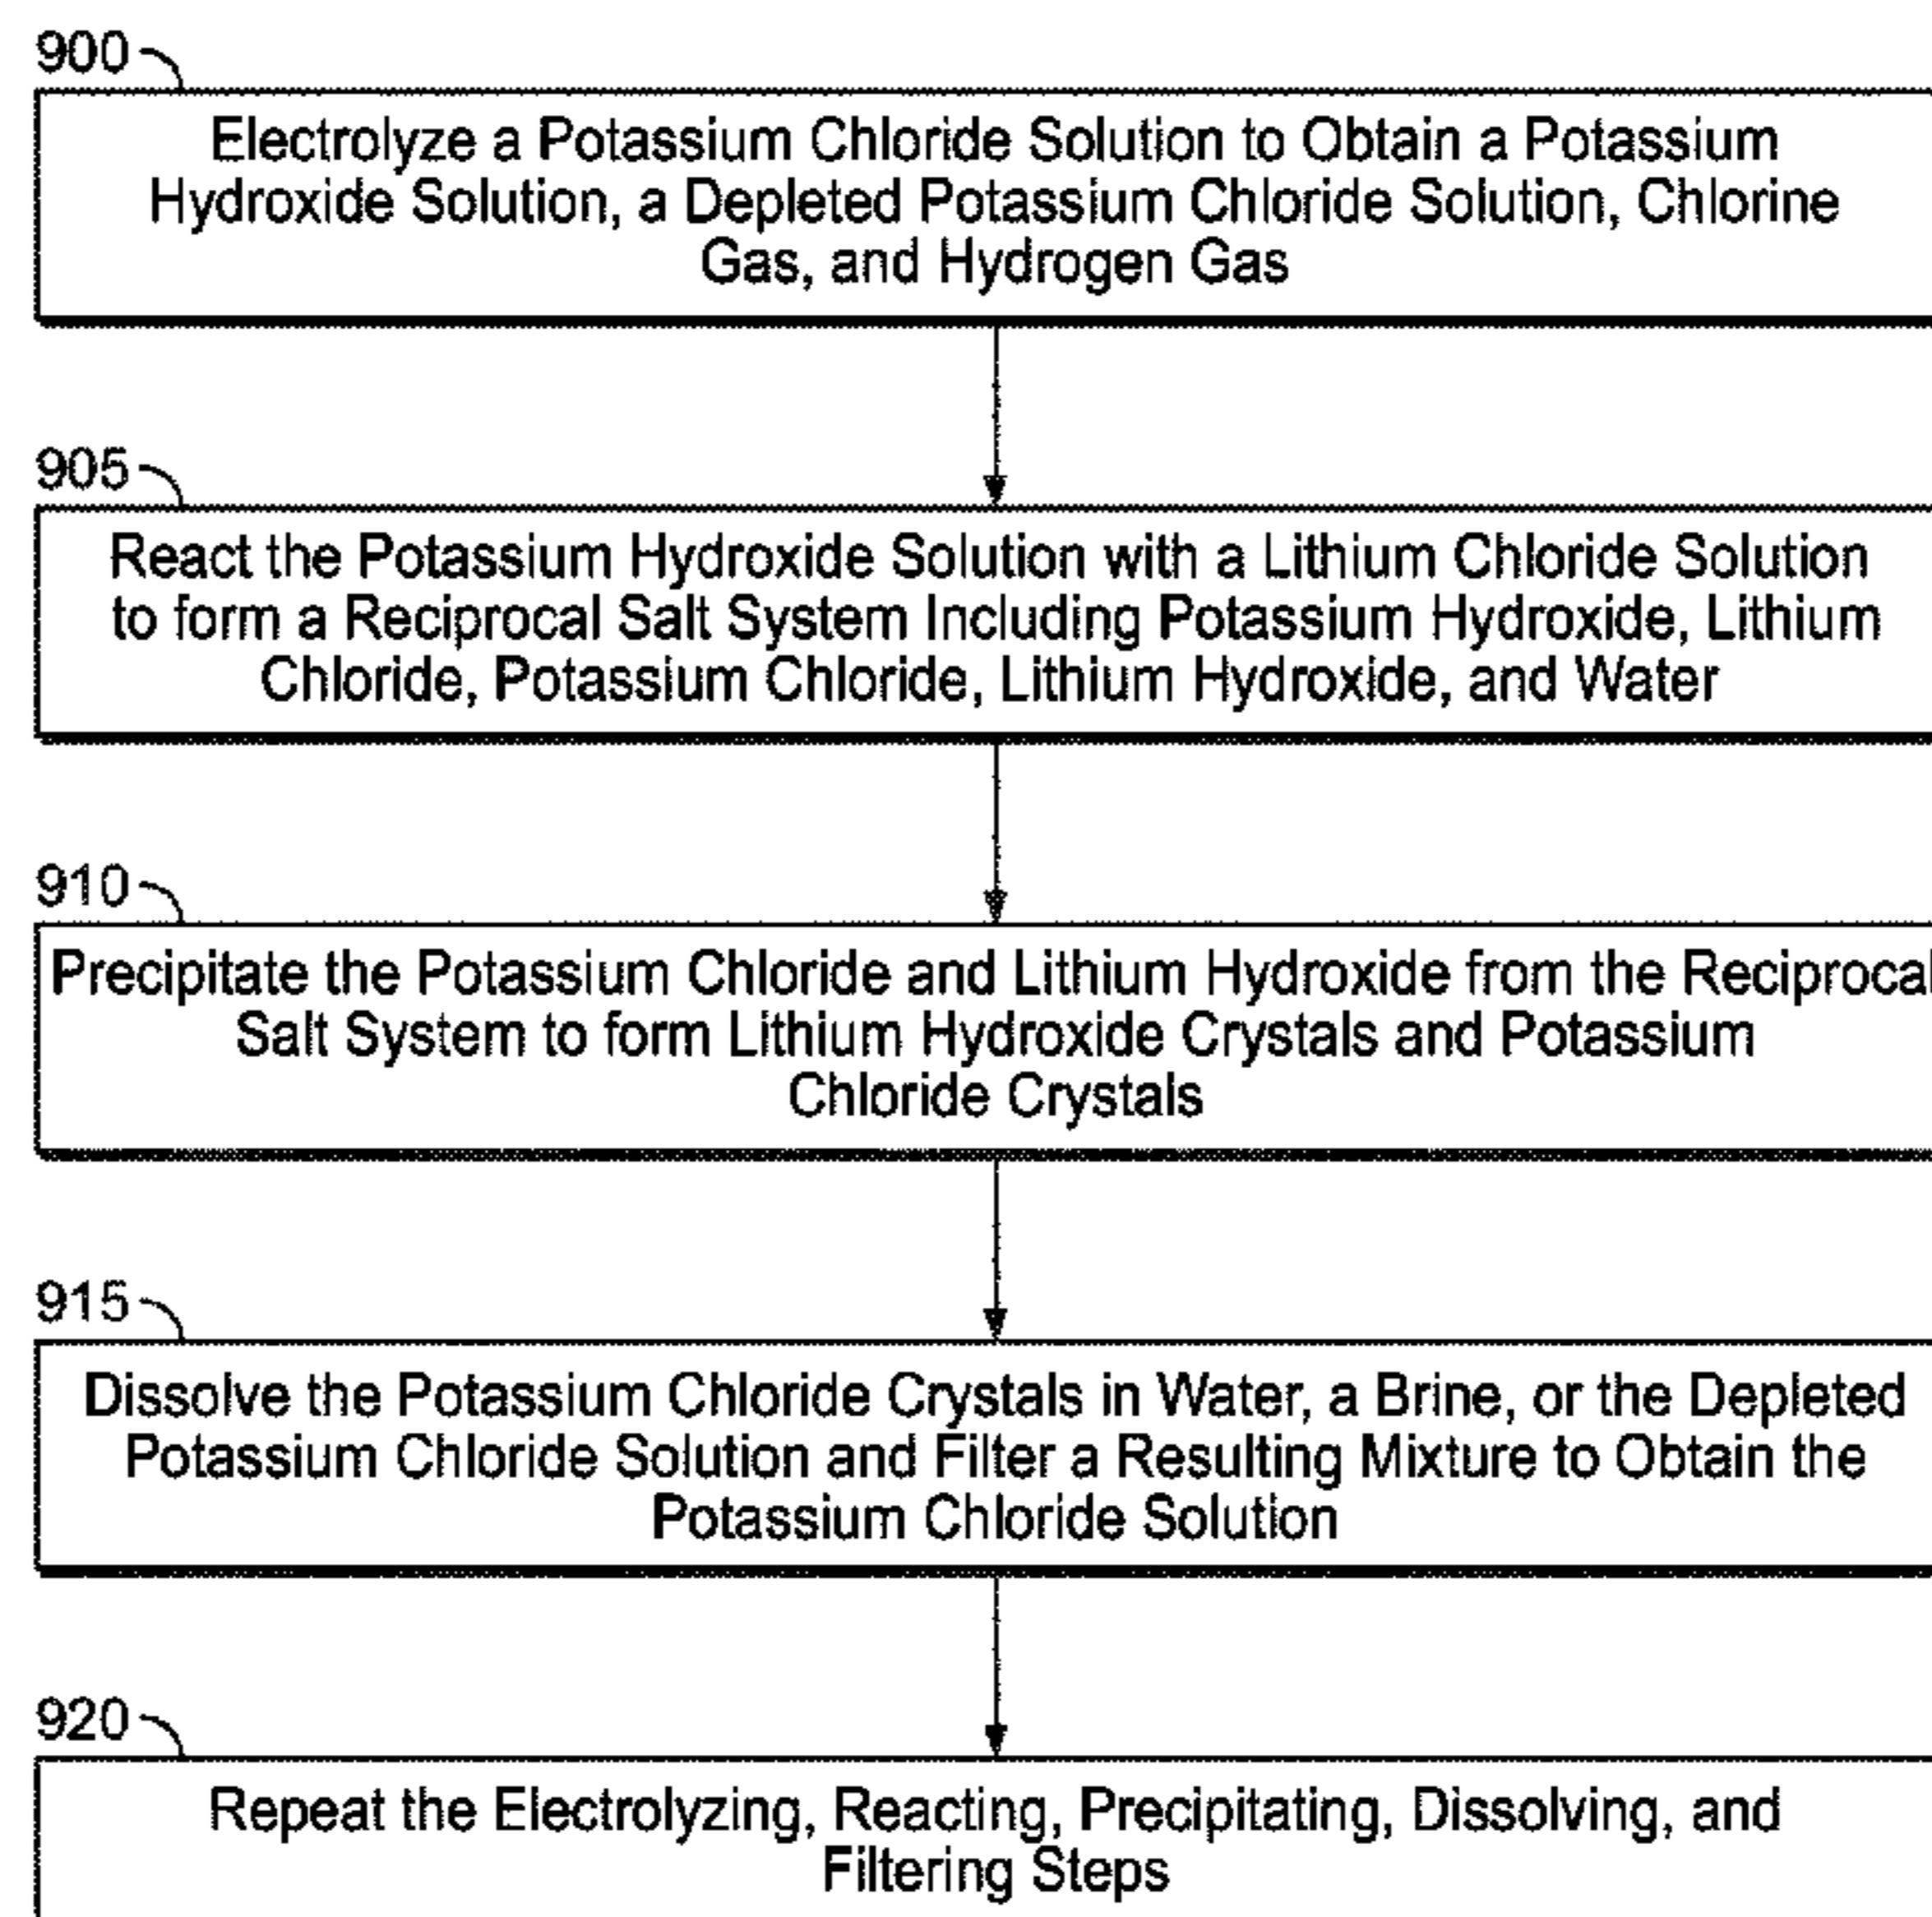 900
Electrolyze a Potassium Chloride Solution to Obtain a Potassium
Hydroxide Solution, a Depleted Potassium Chloride Solution, Chlorine
Gas, and Hydrogen Gas
905
React the Potassium Hydroxide Solution with a Lithium Chloride Solution
to form a Reciprocal Salt System Including Potassium Hydroxide, Lithium
Chloride, Potassium Chloride, Lithium Hydroxide, and Water
910
Precipitate the Potassium Chloride and Lithium Hydroxide from the Reciprocal
Salt System to form Lithium Hydroxide Crystals and Potassium
Chloride Crystals
915
Dissolve the Potassium Chloride Crystals in Water, a Brine, or the Depleted
Potassium Chloride Solution and Filter a Resulting Mixture to Obtain the
Potassium Chloride Solution
920
Repeat the Electrolyzing, Reacting, Precipitating, Dissolving, and
Filtering Steps